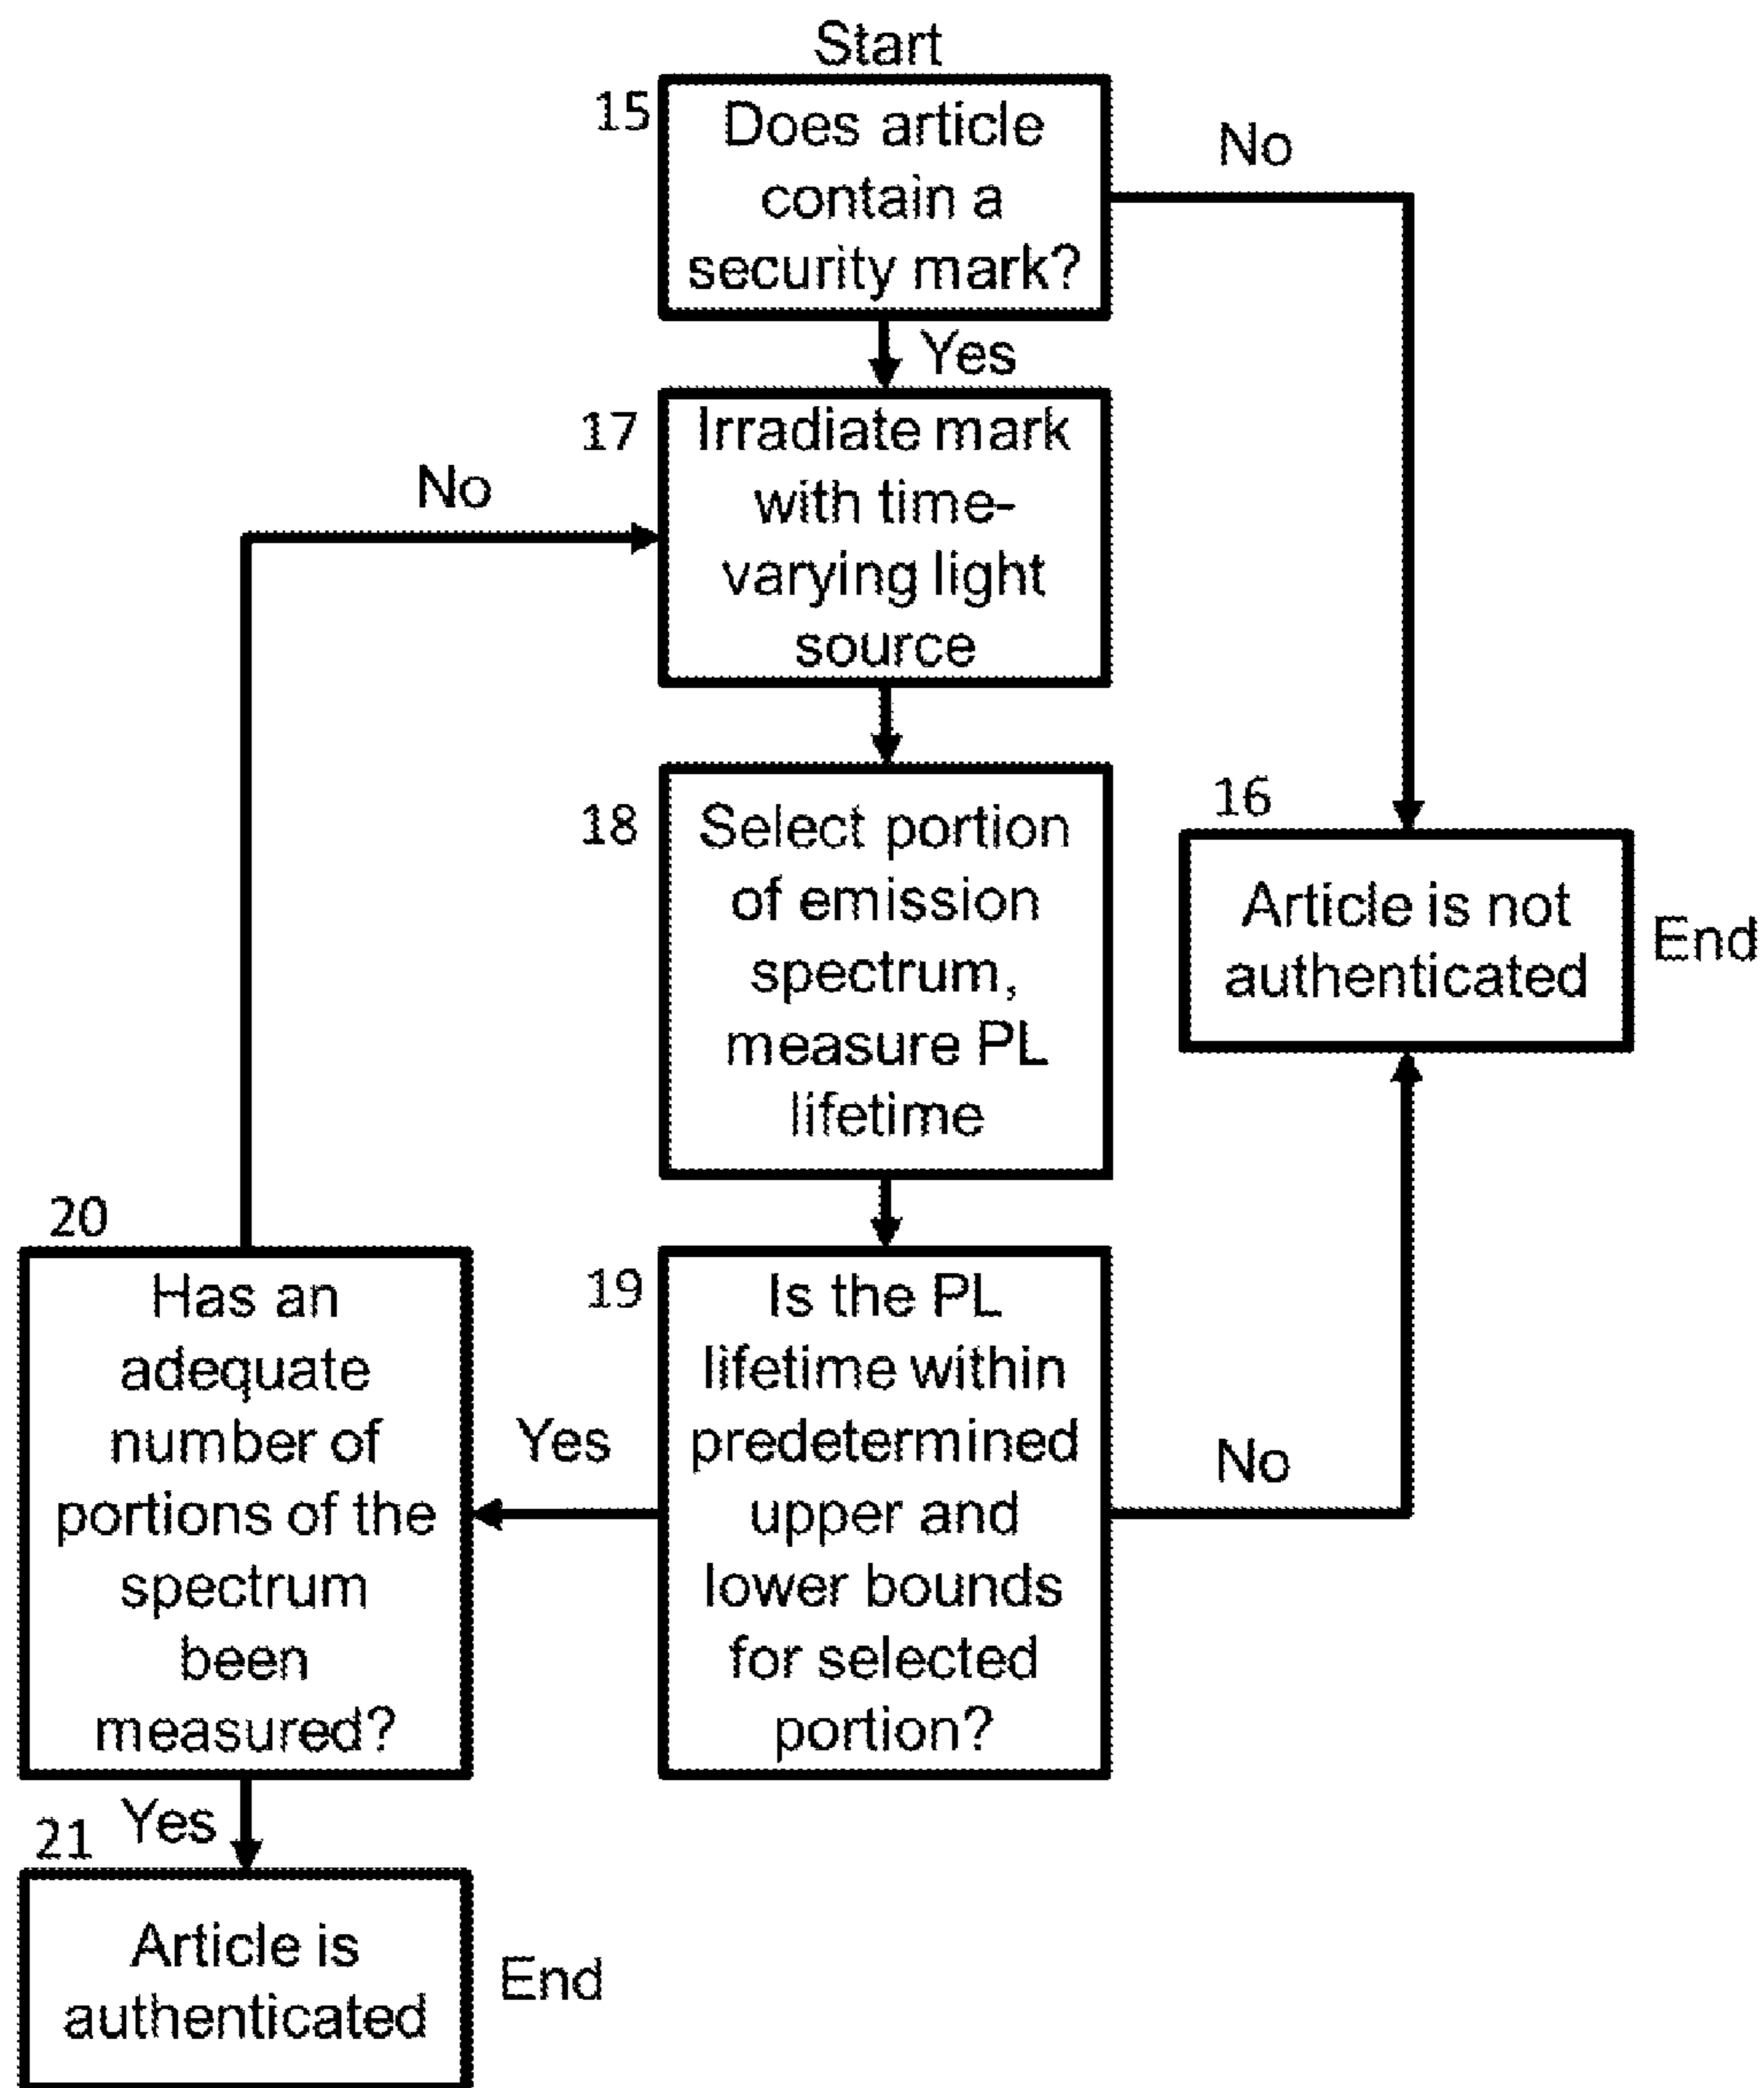 Start
15
Does article
contain a
security mark?
No
Yes
17
Irradiate mark
with time-
varying light
source
No
18
Select portion
of emission
spectrum,
measure PL
lifetime
16
Article is not
authenticated
End
20
Has an
adequate
number of
portions of the
spectrum
been
measured?
Yes
19
Is the PL
lifetime within
predetermined
upper and
lower bounds
for selected
portion?
No
Yes
21
Article is
authenticated
End